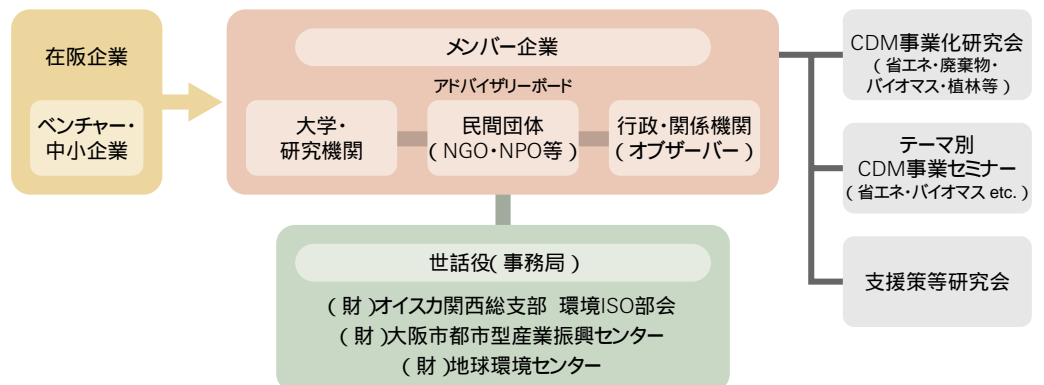 在阪企業
ベンチャー・
中小企業
メンバー企業
アドバイザリーボード
大学・
研究機関
民間団体
(NGO・NPO等)
行政・関係機関
(オブザーバー)
世話役(事務局)
(財)オイスカ関西総支部 環境ISO部会
(財)大阪市都市型産業振興センター
(財)地球環境センター
CDM事業化研究会
(省エネ・廃棄物・
バイオマス・植林等)
テーマ別
CDM事業セミナー
(省エネ・バイオマス etc.)
支援策等研究会